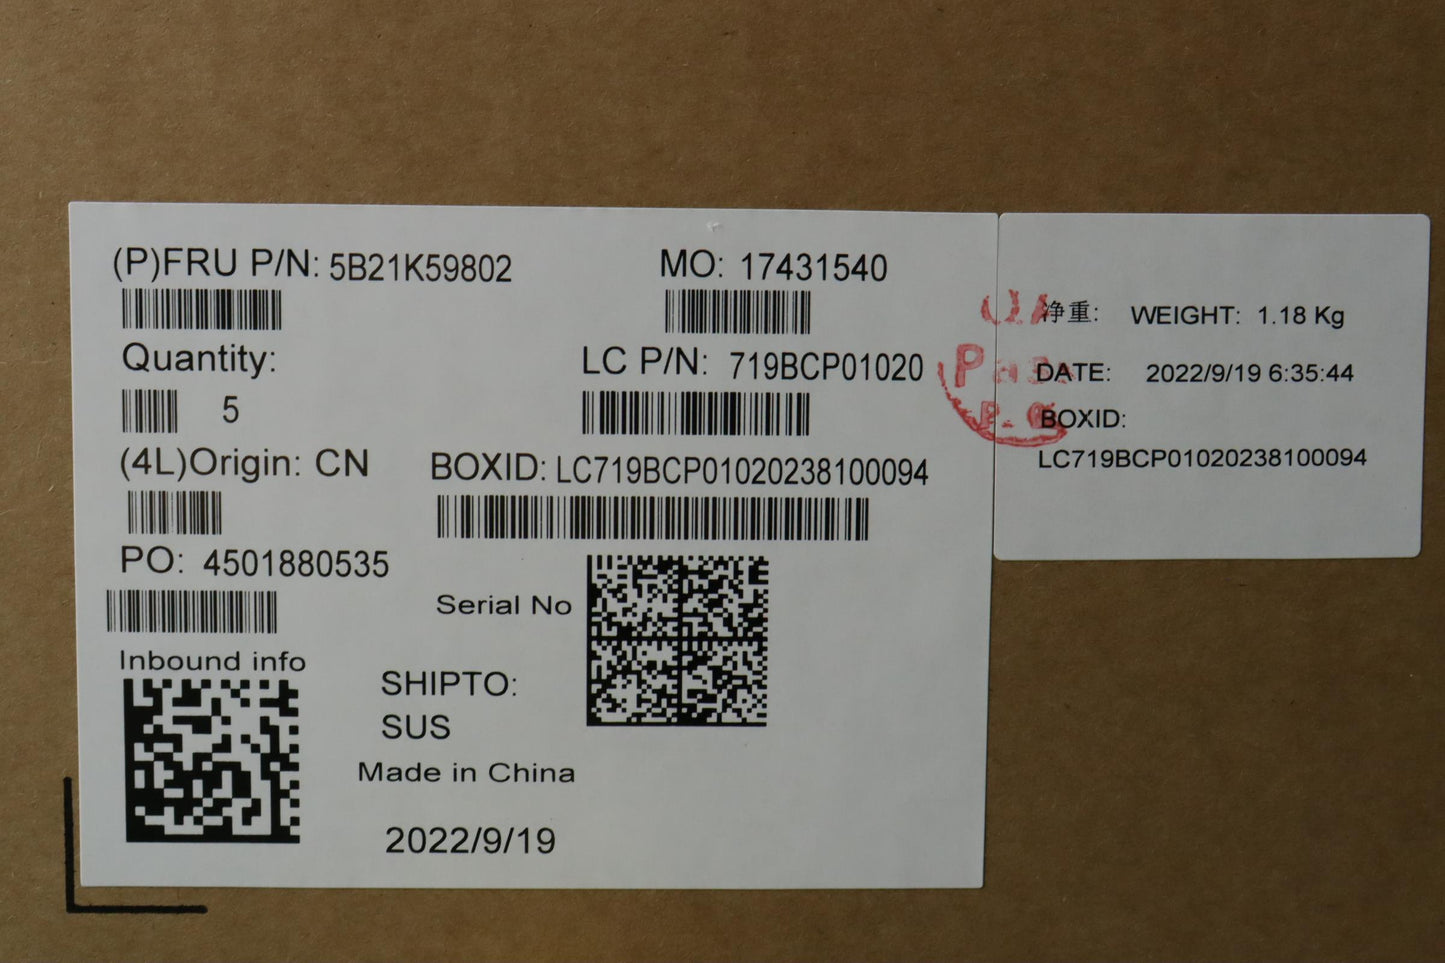 (P)FRU P/N: 5B21K59802
MO: 17431540
Quantity:
5
LC P/N: 719BCP01020
(4L)Origin: CN
BOXID: LC719BCP01020238100094
PO: 4501880535
Serial No
Inbound info
SHIPTO:
SUS
Made in China
2022/9/19
净重: WEIGHT: 1.18 Kg
DATE: 2022/9/19 6:35:44
BOXID:
LC719BCP01020238100094
QA
Pass